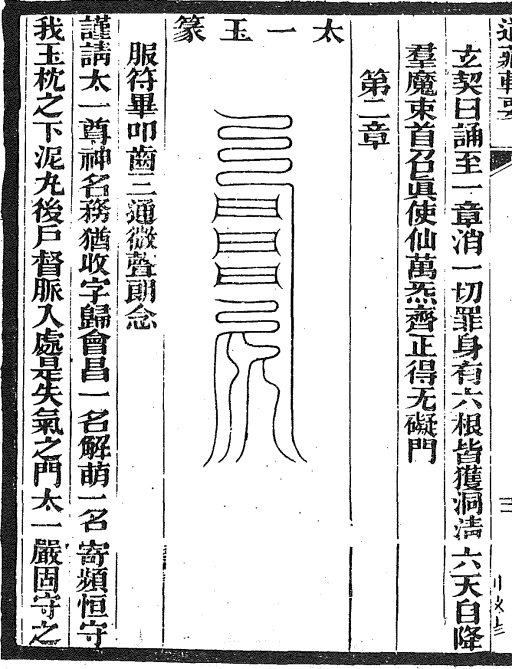 道藏輯要
玄契曰誦至一章消一切罪身有六根皆獲洞淸六天自降
羣魔束首召眞使仙萬炁齊正得无礙門
第二章
太一玉篆
服符畢叩齒三通微聲朗念
謹請太一尊神名務猶收字歸會昌一名解萌一名寄頻恒守
我玉枕之下泥丸後戶督脈入處是失氣之門太一嚴固守之